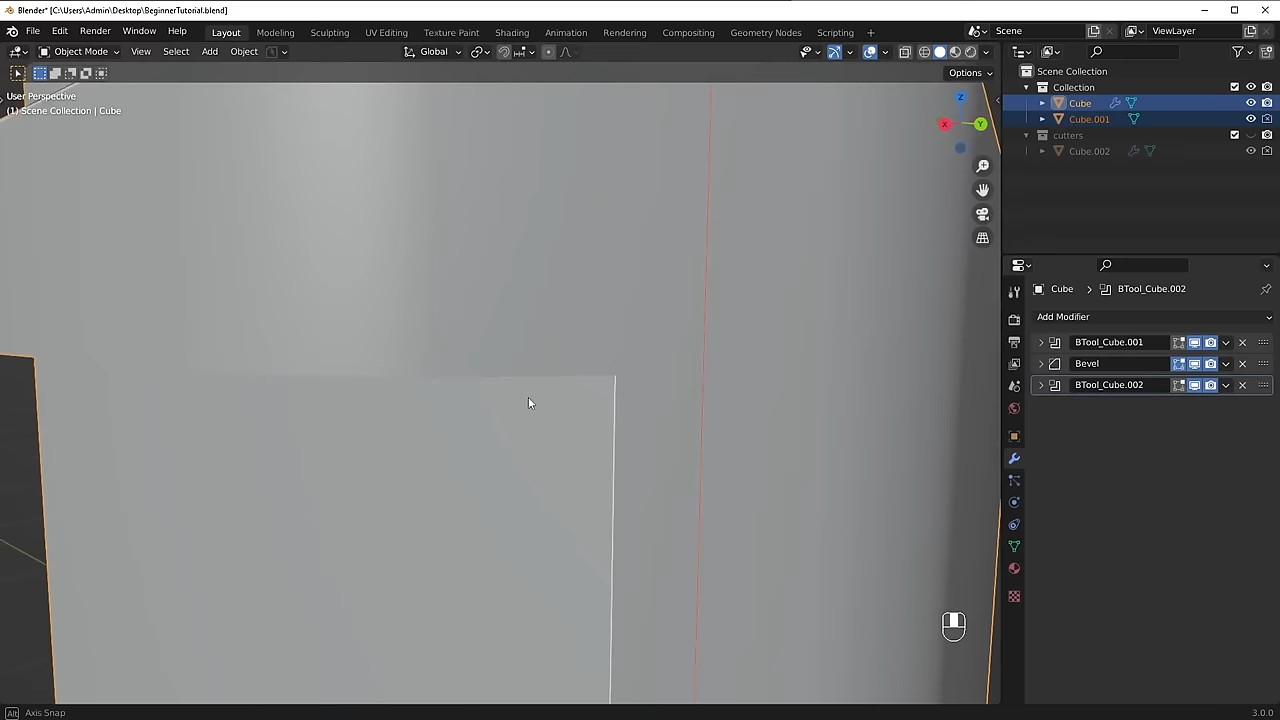 Blender* [C:\Users\Admin\Desktop\BeginnerTutorial.blend]
File Edit Render Window Help Layout Modeling Sculpting UV Editing Texture Paint Shading Animation Rendering Compositing Geometry Nodes Scripting + Scene ViewLayer
Object Mode View Select Add Object Global
Options
User Perspective
(1) Scene Collection | Cube
Z
X
Y
Scene Collection
Collection
Cube
Cube.001
cutters
Cube.002
Cube > BTool_Cube.002
Add Modifier
BTool_Cube.001
Bevel
BTool_Cube.002
Alt Axis Snap
3.0.0